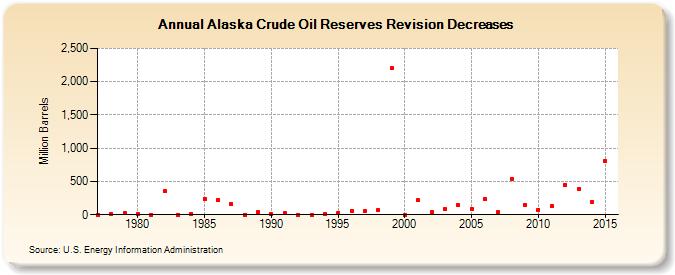 Annual Alaska Crude Oil Reserves Revision Decreases
Million Barrels
2,500
2,000
1,500
1,000
500
0
1980 1985 1990 1995 2000 2005 2010 2015
Source: U.S. Energy Information Administration